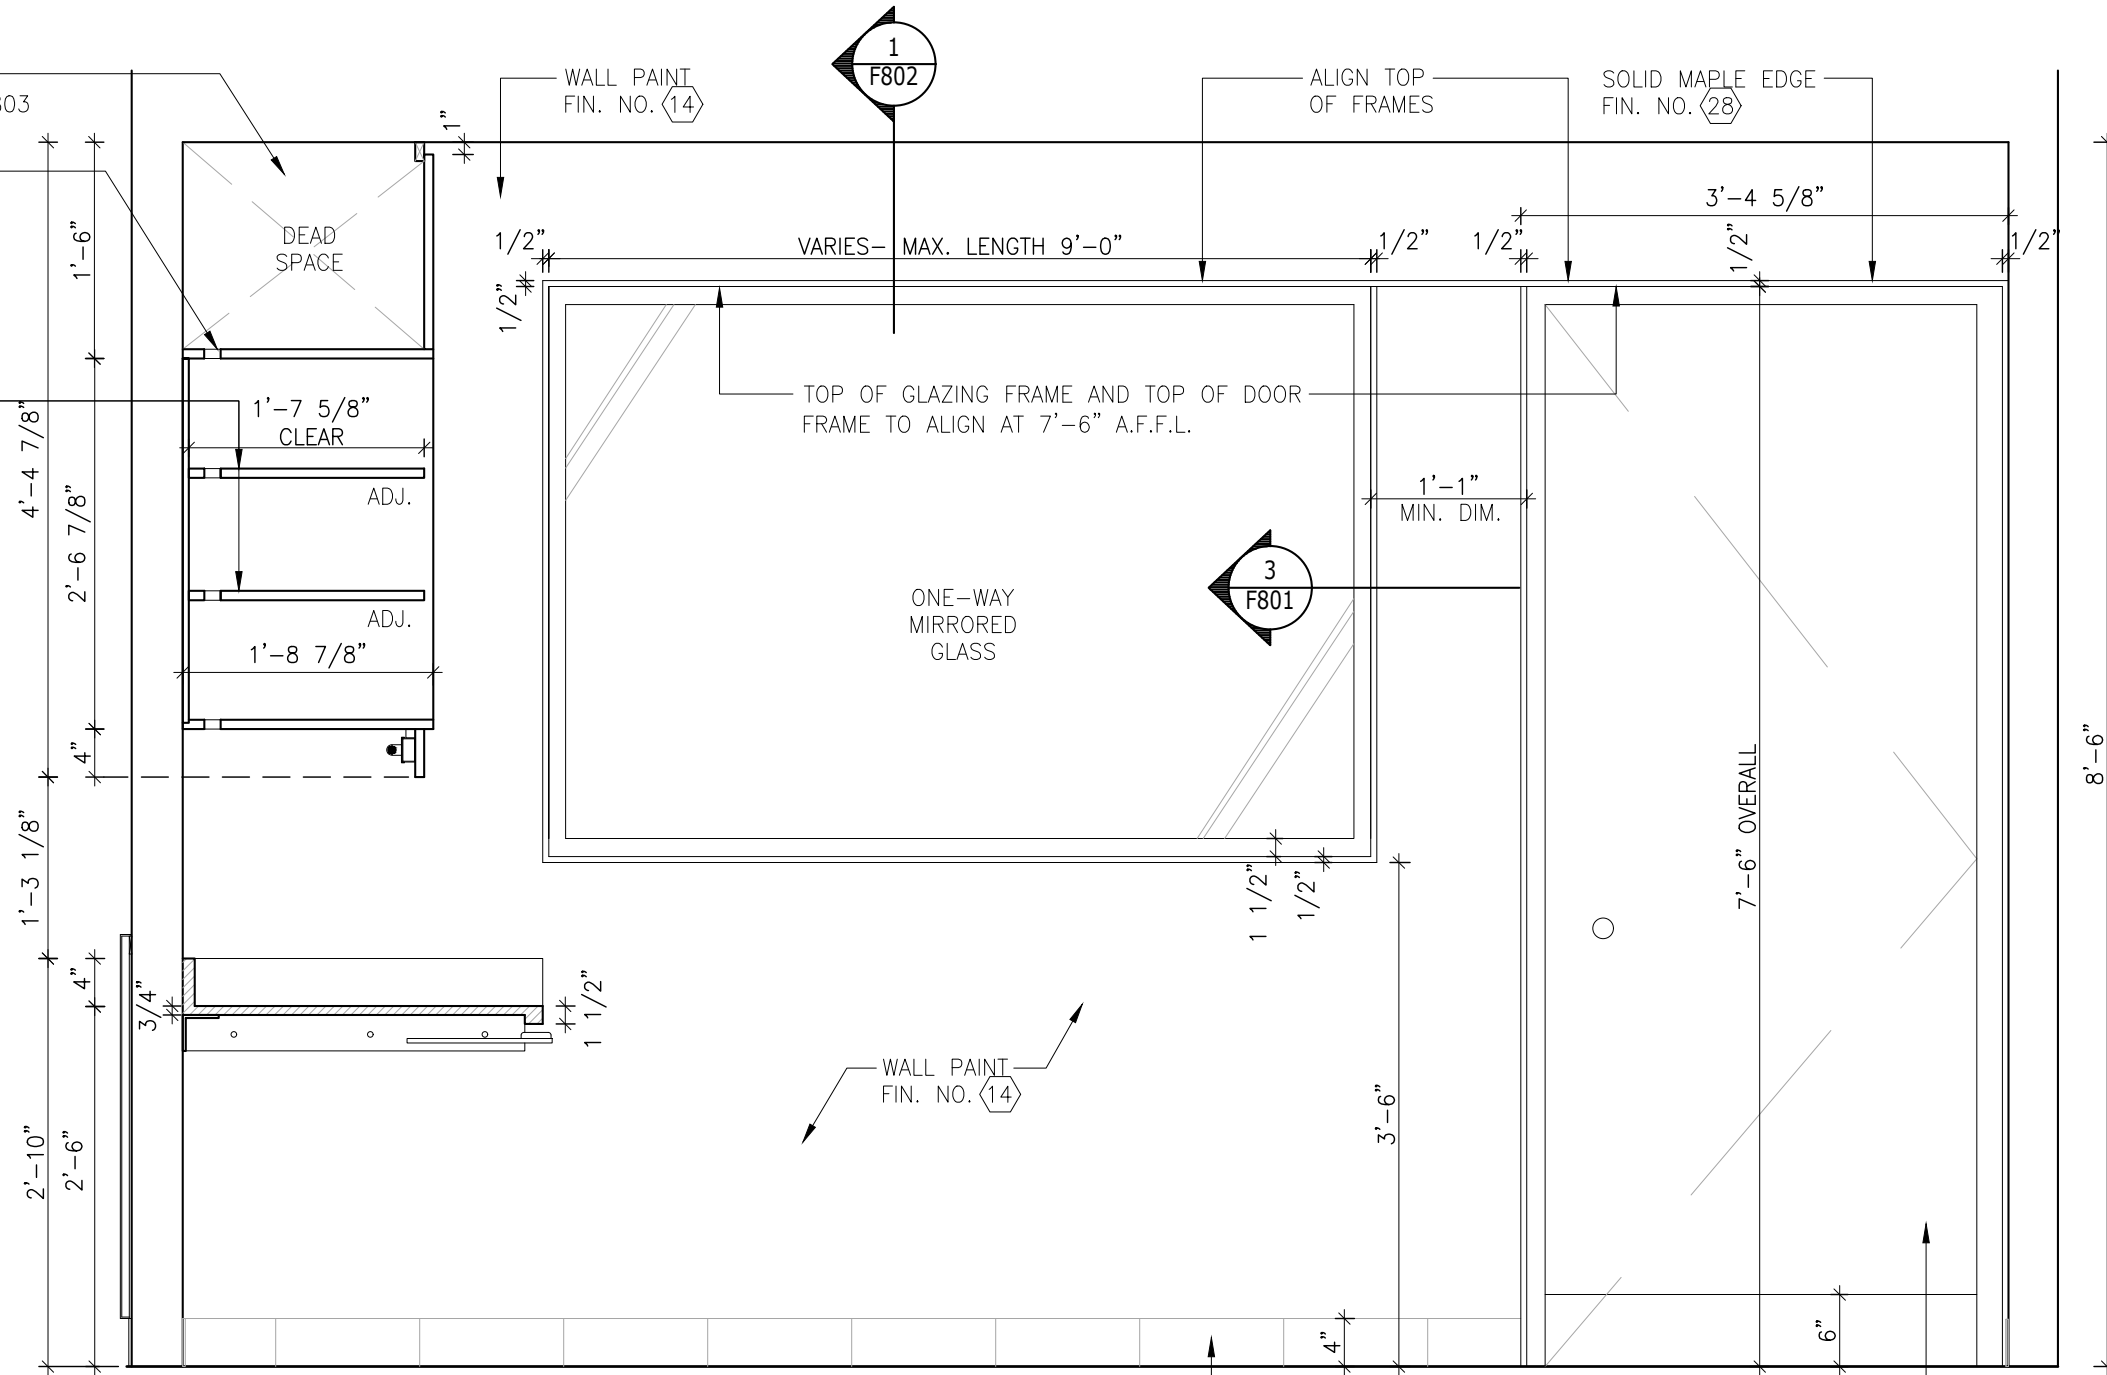 1
F802
WALL PAINT
FIN. NO. 14
ALIGN TOP
OF FRAMES
SOLID MAPLE EDGE
FIN. NO. 28
1"
3'-4 5/8"
DEAD
SPACE
1'-6"
1/2"
VARIES- MAX. LENGTH 9'-0"
1/2"
1/2"
1/2"
1/2"
1/2"
TOP OF GLAZING FRAME AND TOP OF DOOR
FRAME TO ALIGN AT 7'-6" A.F.F.L.
1'-7 5/8"
CLEAR
4'-4 7/8"
2'-6 7/8"
ADJ.
1'-1"
MIN. DIM.
3
F801
ONE-WAY
MIRRORED
GLASS
ADJ.
1'-8 7/8"
4"
8'-6"
7'-6" OVERALL
1'-3 1/8"
1 1/2"
1/2"
4"
3/4"
1 1/2"
WALL PAINT
FIN. NO. 14
3'-6"
2'-10"
2'-6"
4"
6"